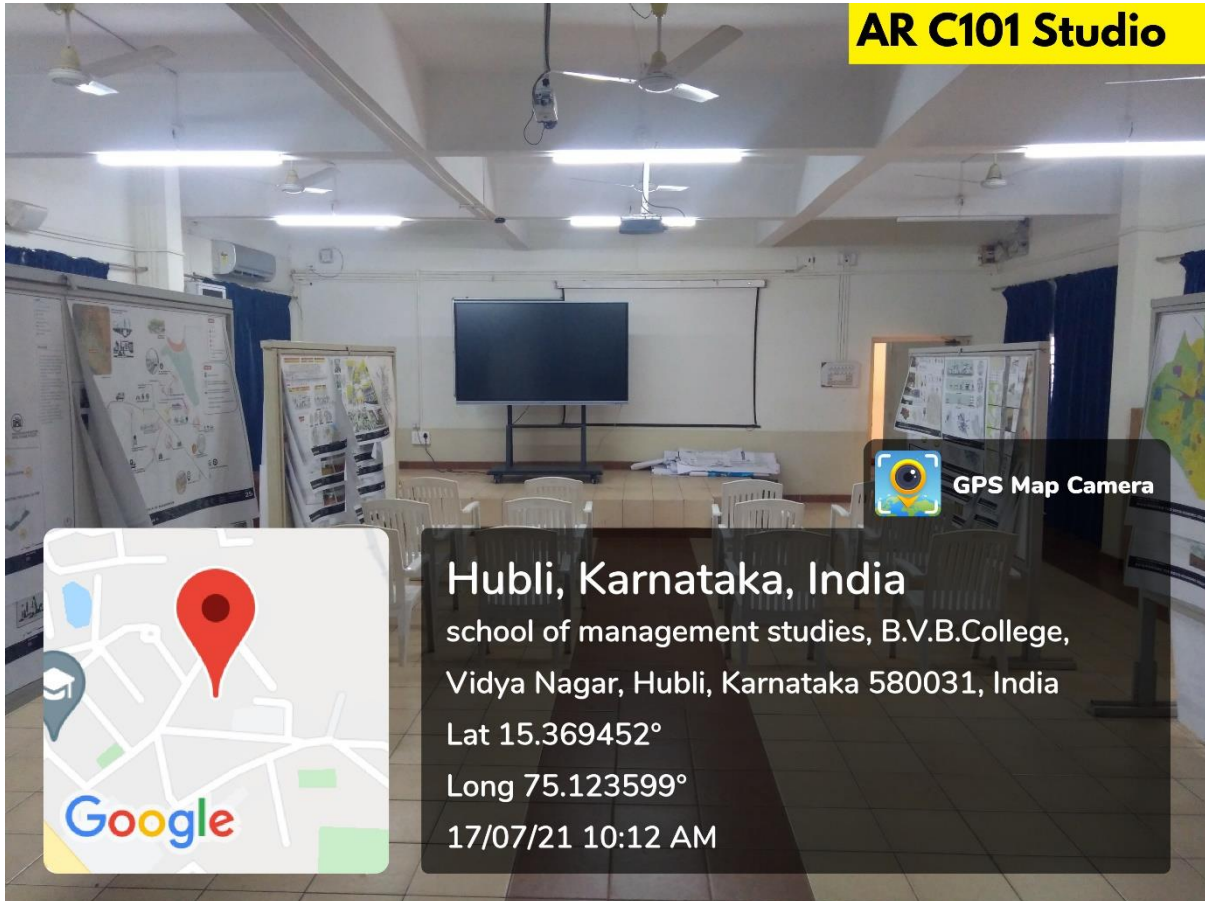 AR C101 Studio
GPS Map Camera
Hubli, Karnataka, India
school of management studies, B.V.B.College,
Vidya Nagar, Hubli, Karnataka 580031, India
Lat 15.369452°
Long 75.123599°
17/07/21 10:12 AM
Google